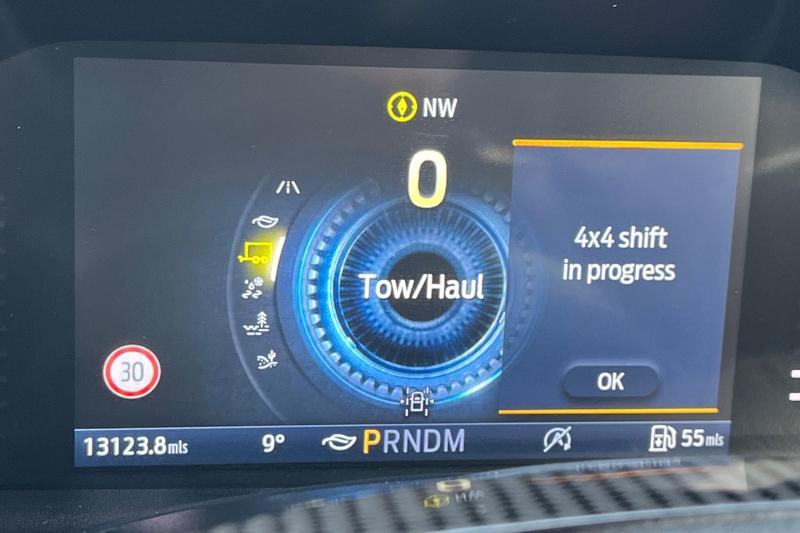 NW
0
Tow/Haul
4x4 shift
in progress
OK
30
13123.8mls
9°
PRNDM
55mls